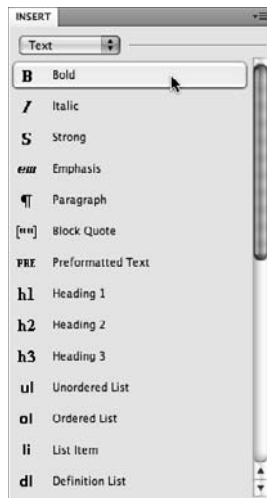 INSERT
Text
B Bold
I Italic
S Strong
em Emphasis
¶ Paragraph
[""] Block Quote
PRE Preformatted Text
h1 Heading 1
h2 Heading 2
h3 Heading 3
ul Unordered List
ol Ordered List
li List Item
dl Definition List